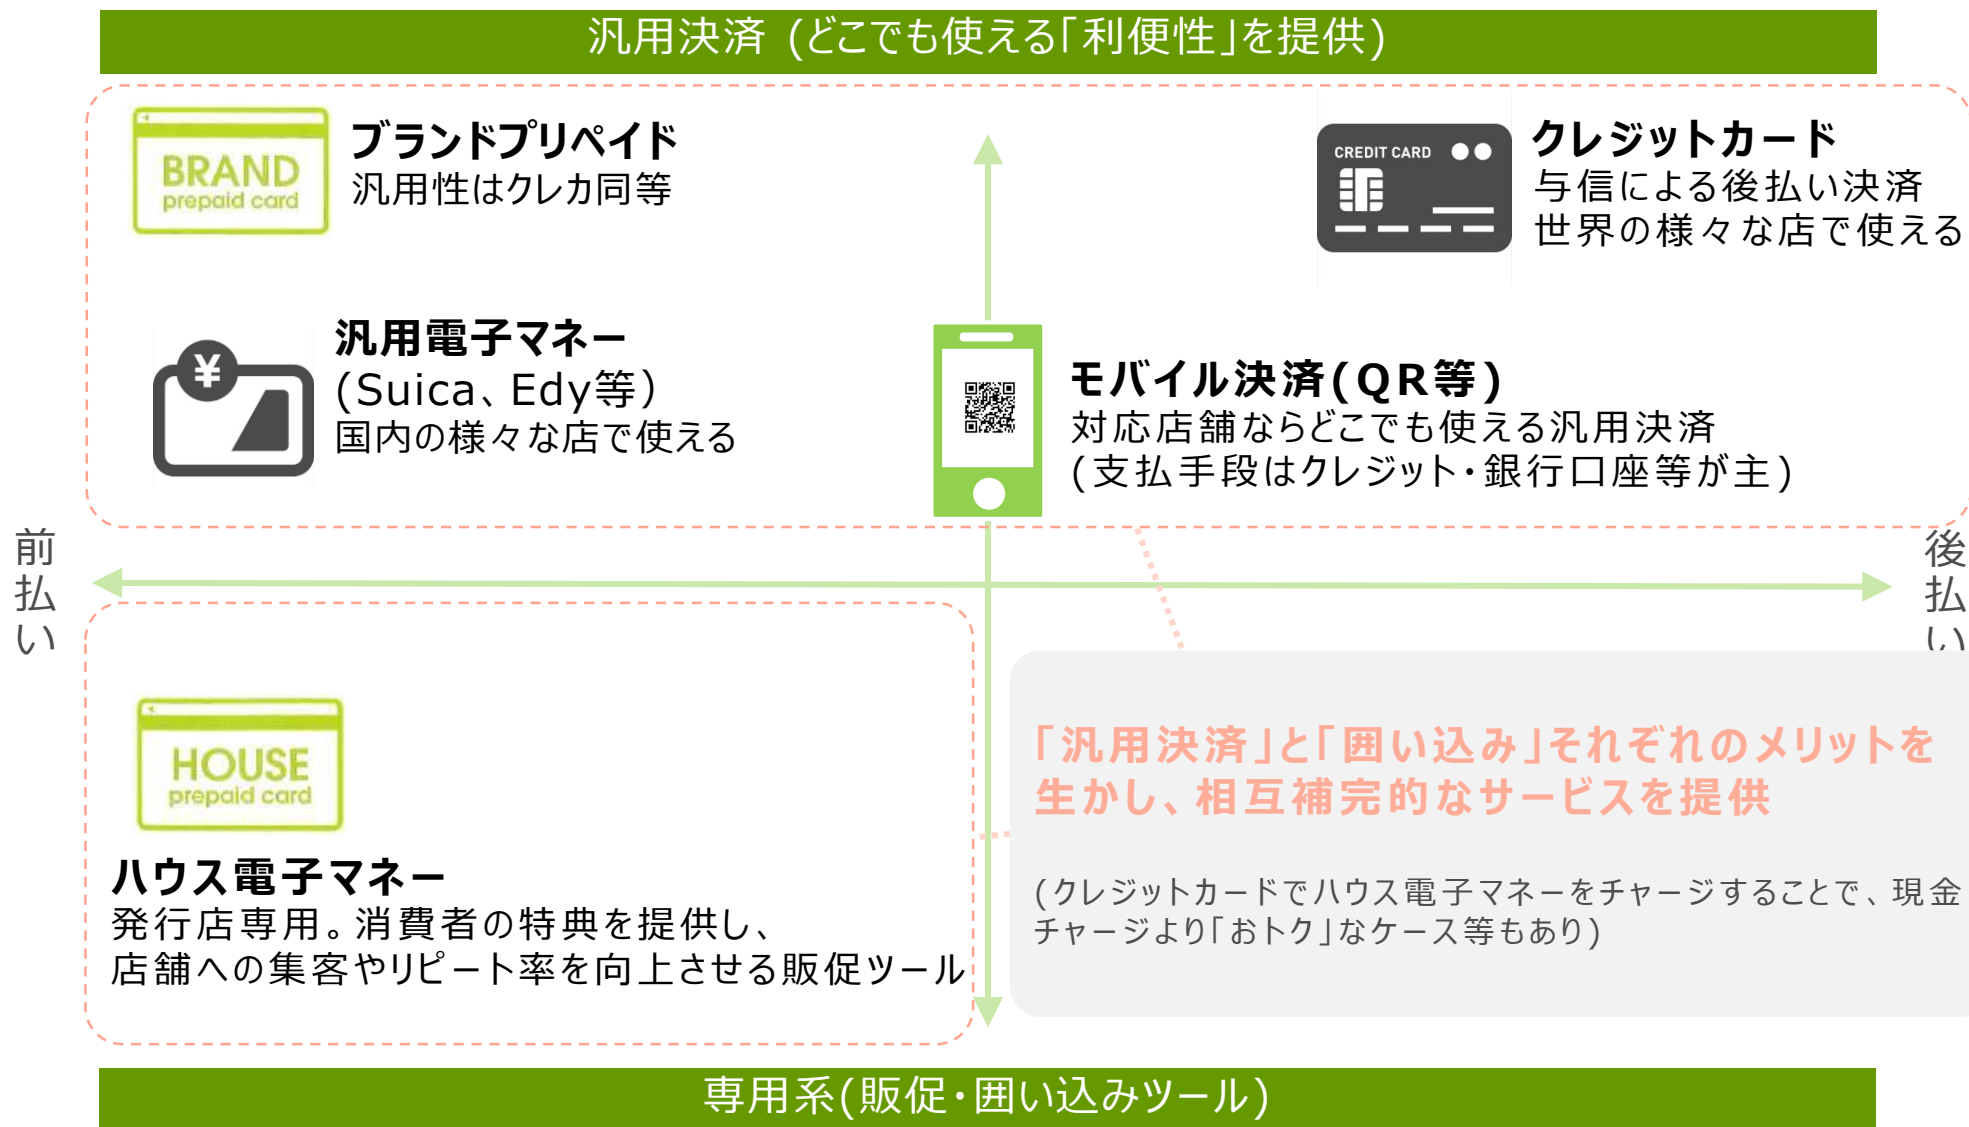 汎用決済 (どこでも使える「利便性」を提供)
BRAND
prepaid card
ブランドプリペイド
汎用性はクレカ同等
CREDIT CARD
クレジットカード
与信による後払い決済
世界の様々な店で使える
¥
汎用電子マネー
(Suica、Edy等)
国内の様々な店で使える
モバイル決済(QR等)
対応店舗ならどこでも使える汎用決済
(支払手段はクレジット・銀行口座等が主)
前払い
後払い
HOUSE
prepaid card
ハウス電子マネー
発行店専用。消費者の特典を提供し、
店舗への集客やリピート率を向上させる販促ツール
「汎用決済」と「囲い込み」それぞれのメリットを
生かし、相互補完的なサービスを提供
(クレジットカードでハウス電子マネーをチャージすることで、現金
チャージより「おトク」なケース等もあり)
専用系(販促・囲い込みツール)